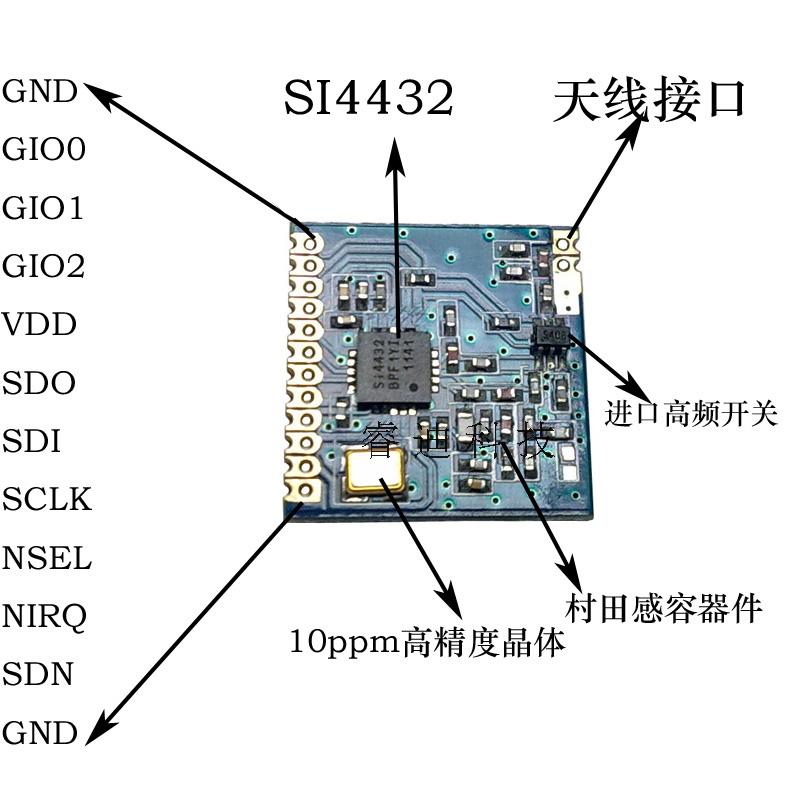 GND
GIO0
GIO1
GIO2
VDD
SDO
SDI
SCLK
NSEL
NIRQ
SDN
GND
SI4432
天线接口
Si4432
BPF1Y1
1141
进口高频开关
睿迪科技
村田感容器件
10ppm高精度晶体